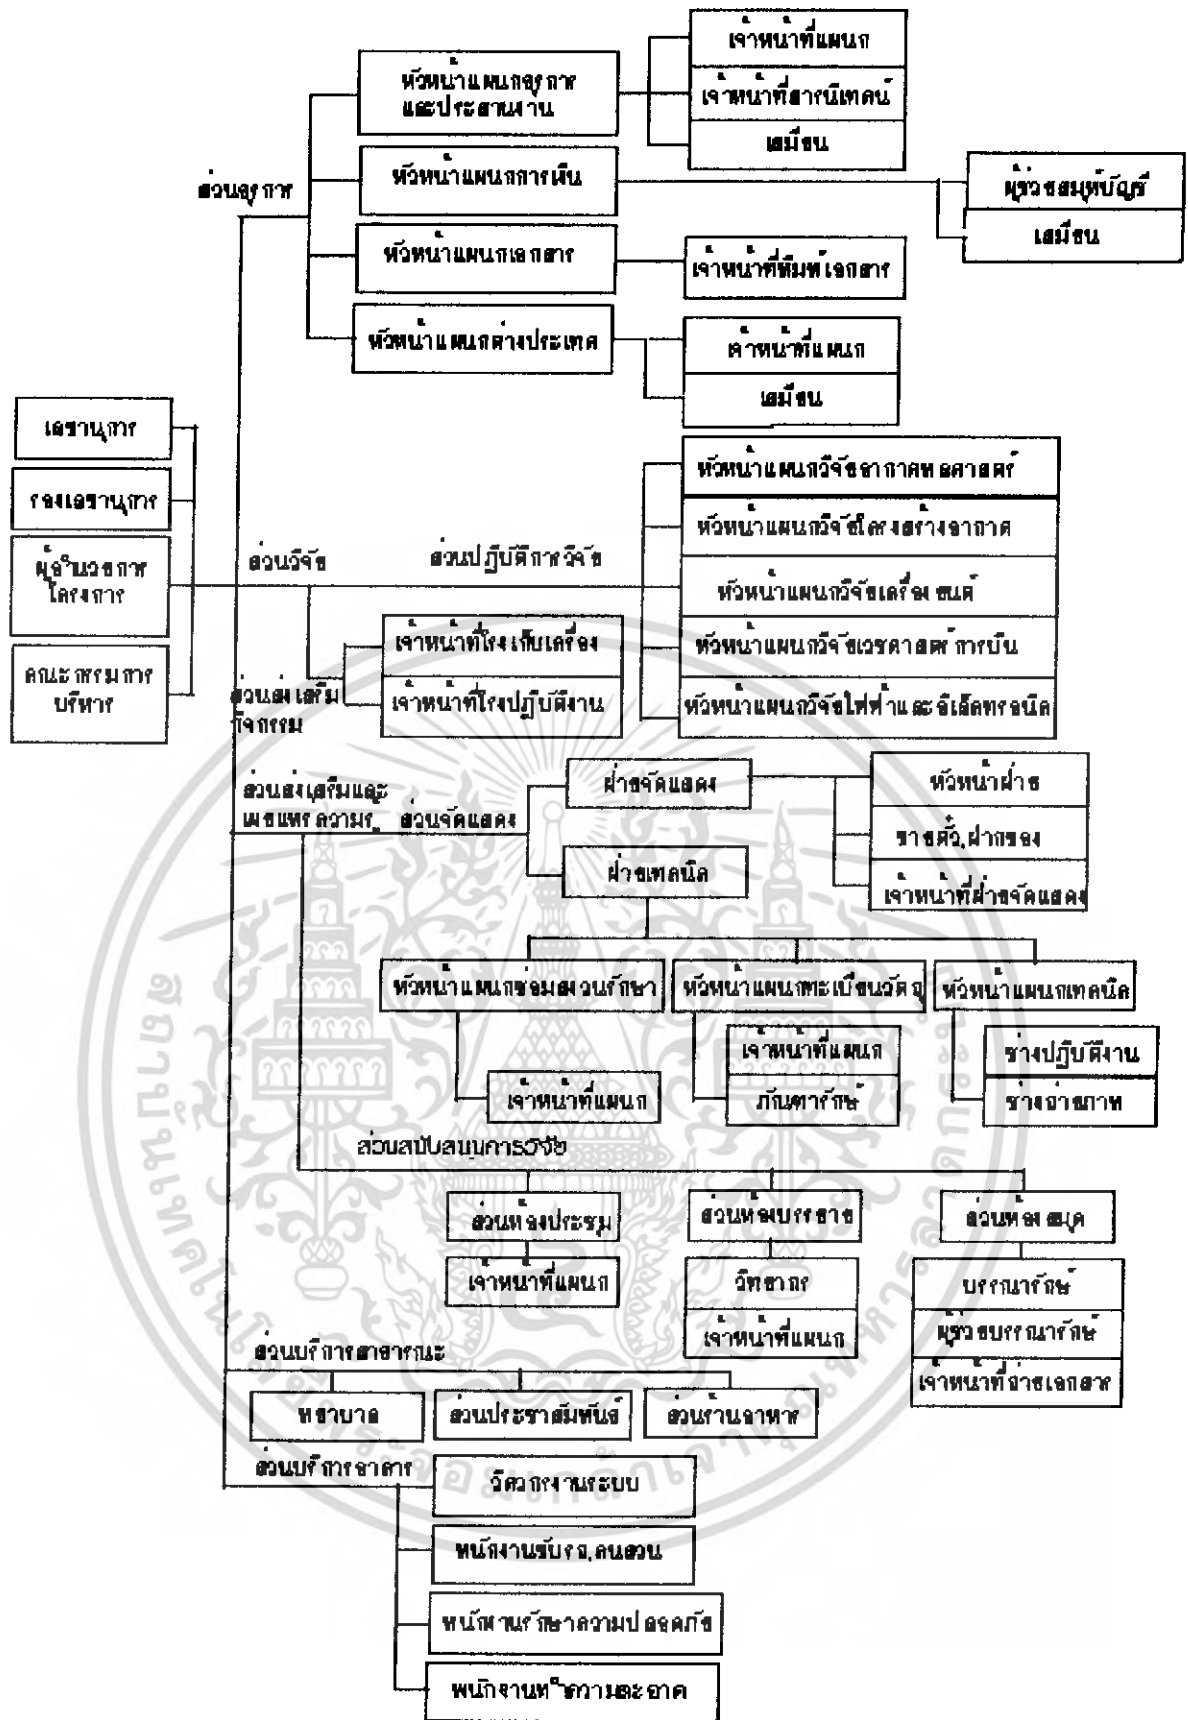 เจ้าหน้าที่แผนก
หัวหน้าแผนกธุรการ
และประสานงาน
เจ้าหน้าที่สารนิเทศน์
เสมียน
ส่วนธุรการ
หัวหน้าแผนกการเงิน
ผู้ช่วยสมุห์บัญชี
เสมียน
หัวหน้าแผนกเอกสาร
เจ้าหน้าที่พิมพ์เอกสาร
หัวหน้าแผนกต่างประเทศ
เจ้าหน้าที่แผนก
เสมียน
เลขานุการ
รองเลขานุการ
ผู้อำนวยการ
โครงการ
คณะกรรมการ
บริหาร
ส่วนวิจัย
ส่วนปฏิบัติการวิจัย
หัวหน้าแผนกวิจัยอากาศพลศาสตร์
หัวหน้าแผนกวิจัยโครงสร้างอากาศ
หัวหน้าแผนกวิจัยเครื่องยนต์
หัวหน้าแผนกวิจัยเวชศาสตร์การบิน
หัวหน้าแผนกวิจัยไฟฟ้าและอิเล็คทรอนิค
ส่วนส่งเสริม
กิจกรรม
เจ้าหน้าที่โรงเก็บเครื่อง
เจ้าหน้าที่โรงปฏิบัติงาน
ส่วนส่งเสริมและ
เผยแพร่ความรู้
ส่วนจัดแสดง
ฝ่ายจัดแสดง
หัวหน้าฝ่าย
ขายตั๋ว,ฝากของ
เจ้าหน้าที่ฝ่ายจัดแสดง
ฝ่ายเทคนิค
หัวหน้าแผนกซ่อมสงวนรักษา
หัวหน้าแผนกทะเบียนวัตถุ
หัวหน้าแผนกเทคนิค
เจ้าหน้าที่แผนก
เจ้าหน้าที่แผนก
ภัณฑารักษ์
ช่างปฏิบัติงาน
ช่างถ่ายภาพ
ส่วนสนับสนุนการวิจัย
ส่วนห้องประชุม
ส่วนห้องบรรยาย
ส่วนห้องสมุด
เจ้าหน้าที่แผนก
วิทยากร
เจ้าหน้าที่แผนก
บรรณารักษ์
ผู้ช่วยบรรณารักษ์
เจ้าหน้าที่ถ่ายเอกสาร
ส่วนบริการสาธารณะ
พยาบาล
ส่วนประชาสัมพันธ์
ส่วนร้านอาหาร
ส่วนบริการอาคาร
วิศวกรงานระบบ
พนักงานขับรถ,คนสวน
พนักงานรักษาความปลอดภัย
พนักงานทำความสะอาด
สถาบันเทคโนโลยีพระจอมเกล้าเจ้าคุณทหารลาดกระบัง